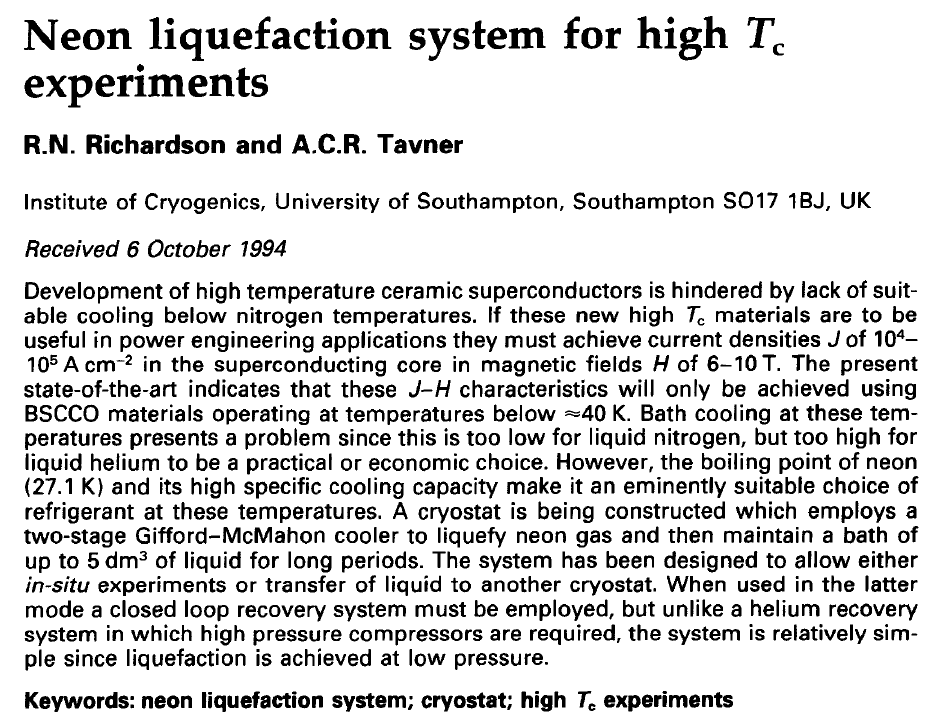 Neon liquefaction system for high Tc
experiments
R.N. Richardson and A.C.R. Tavner
Institute of Cryogenics, University of Southampton, Southampton SO17 1BJ, UK
Received 6 October 1994
Development of high temperature ceramic superconductors is hindered by lack of suit-
able cooling below nitrogen temperatures. If these new high Tc materials are to be
useful in power engineering applications they must achieve current densities J of 10⁴–
10⁵ A cm⁻² in the superconducting core in magnetic fields H of 6–10 T. The present
state-of-the-art indicates that these J–H characteristics will only be achieved using
BSCCO materials operating at temperatures below ≈40 K. Bath cooling at these tem-
peratures presents a problem since this is too low for liquid nitrogen, but too high for
liquid helium to be a practical or economic choice. However, the boiling point of neon
(27.1 K) and its high specific cooling capacity make it an eminently suitable choice of
refrigerant at these temperatures. A cryostat is being constructed which employs a
two-stage Gifford–McMahon cooler to liquefy neon gas and then maintain a bath of
up to 5 dm³ of liquid for long periods. The system has been designed to allow either
in-situ experiments or transfer of liquid to another cryostat. When used in the latter
mode a closed loop recovery system must be employed, but unlike a helium recovery
system in which high pressure compressors are required, the system is relatively sim-
ple since liquefaction is achieved at low pressure.
Keywords: neon liquefaction system; cryostat; high Tc experiments